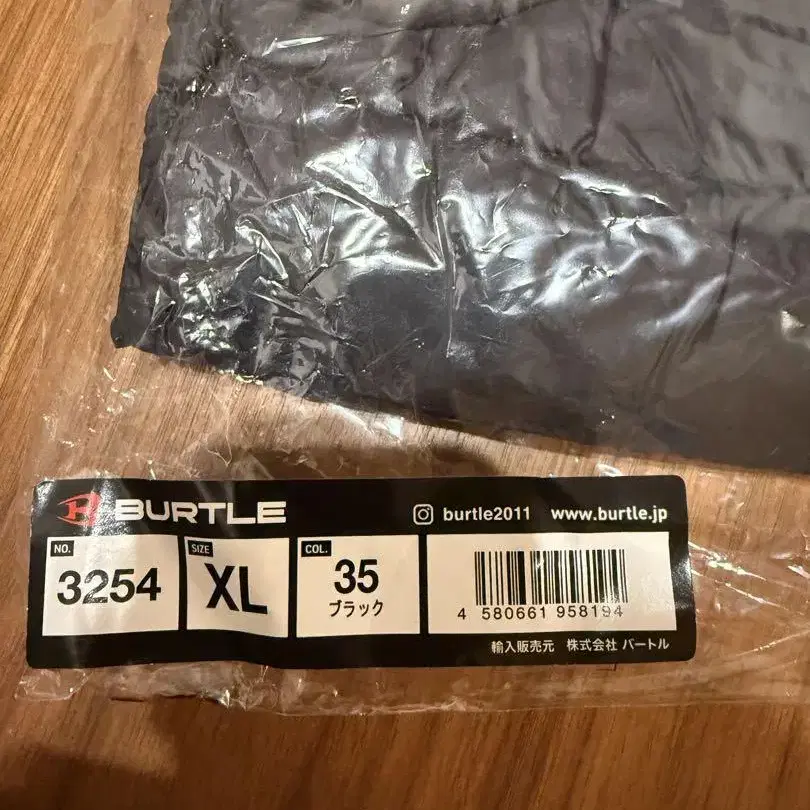 BURTLE burtle2011 www.burtle.jp
NO. SIZE COL.
3254 XL 35
ブラック
4 580661 958194
輸入販売元 株式会社 バートル